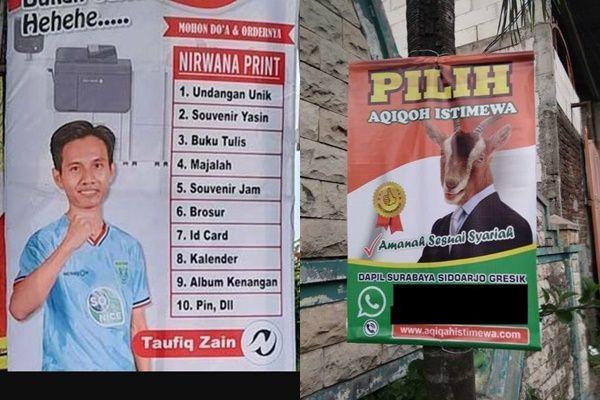 Hehehe.....
MOHON DO'A & ORDERNYA
NIRWANA PRINT
1. Undangan Unik
2. Souvenir Yasin
3. Buku Tulis
4. Majalah
5. Souvenir Jam
6. Brosur
7. Id Card
8. Kalender
9. Album Kenangan
10. Pin, Dll
SO
NICE
Taufiq Zain
PILIH
AQIQOH ISTIMEWA
Amanah Sesuai Syariah
DAPIL SURABAYA SIDOARJO GRESIK
www.aqiqahistimewa.com